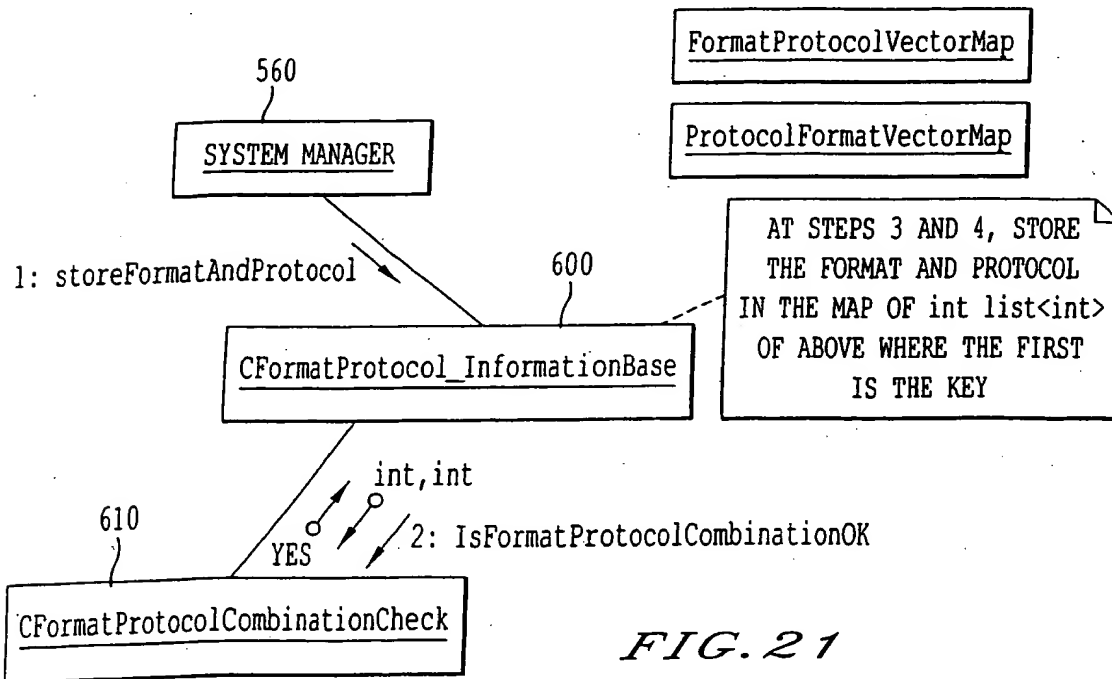 FormatProtocolVectorMap
560
SYSTEM MANAGER
ProtocolFormatVectorMap
AT STEPS 3 AND 4, STORE
THE FORMAT AND PROTOCOL
IN THE MAP OF int list<int>
OF ABOVE WHERE THE FIRST
IS THE KEY
1: storeFormatAndProtocol
600
CFormatProtocol_InformationBase
int,int
YES
2: IsFormatProtocolCombinationOK
610
CFormatProtocolCombinationCheck
FIG.21